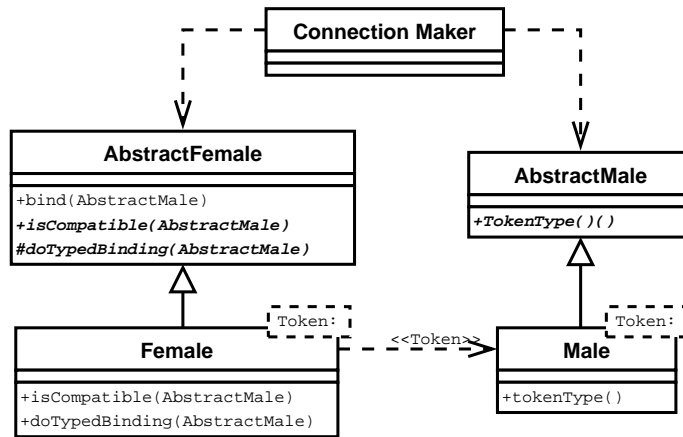 Connection Maker
AbstractFemale
+bind(AbstractMale)
+isCompatible(AbstractMale)
#doTypedBinding(AbstractMale)
AbstractMale
+TokenType()()
Token:
Female
+isCompatible(AbstractMale)
+doTypedBinding(AbstractMale)
<<Token>>
Token:
Male
+tokenType()